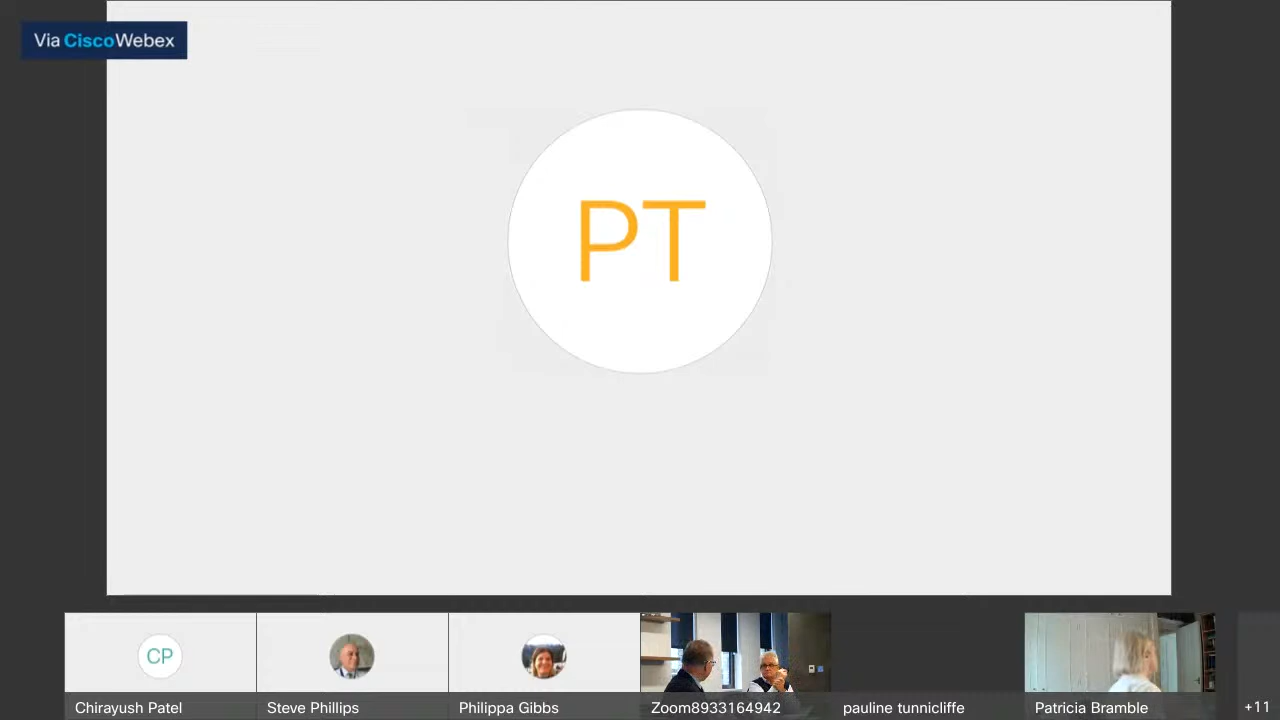 Via CiscoWebex
PT
CP
Chirayush Patel
Steve Phillips
Philippa Gibbs
Zoom8933164942
pauline tunnicliffe
Patricia Bramble
+11